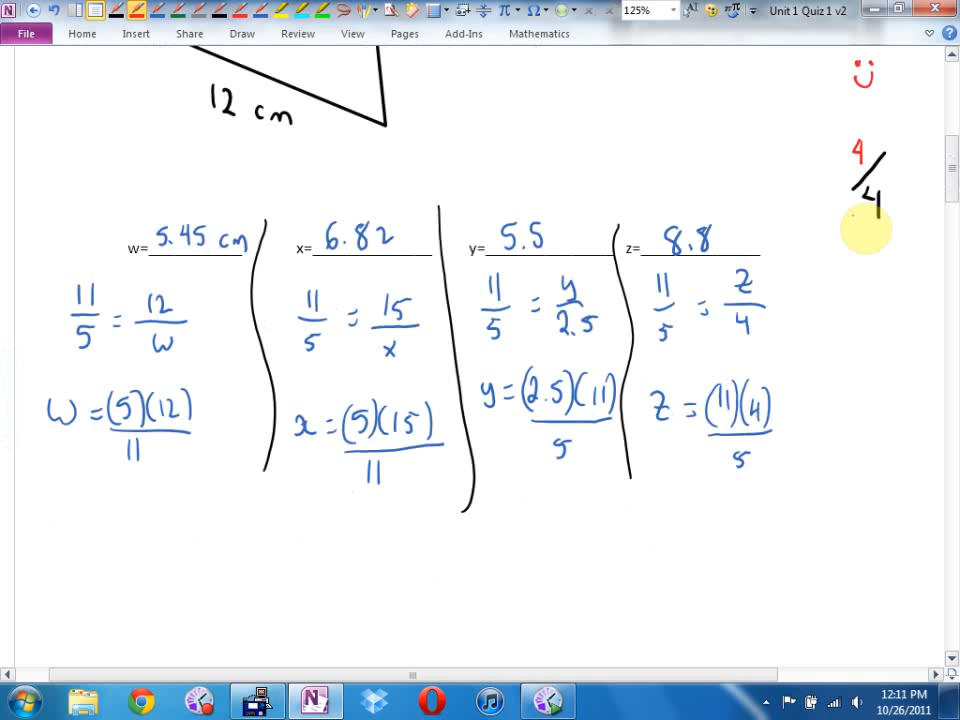 125%
Unit 1 Quiz 1 v2
File Home Insert Share Draw Review View Pages Add-Ins Mathematics
12 cm
4/4
w= 5.45 cm
x= 6.82
y= 5.5
z= 8.8
11/5 = 12/w
11/5 = 15/x
11/5 = y/2.5
11/5 = z/4
w = (5)(12)/11
x = (5)(15)/11
y = (2.5)(11)/5
z = (11)(4)/5
12:11 PM
10/26/2011